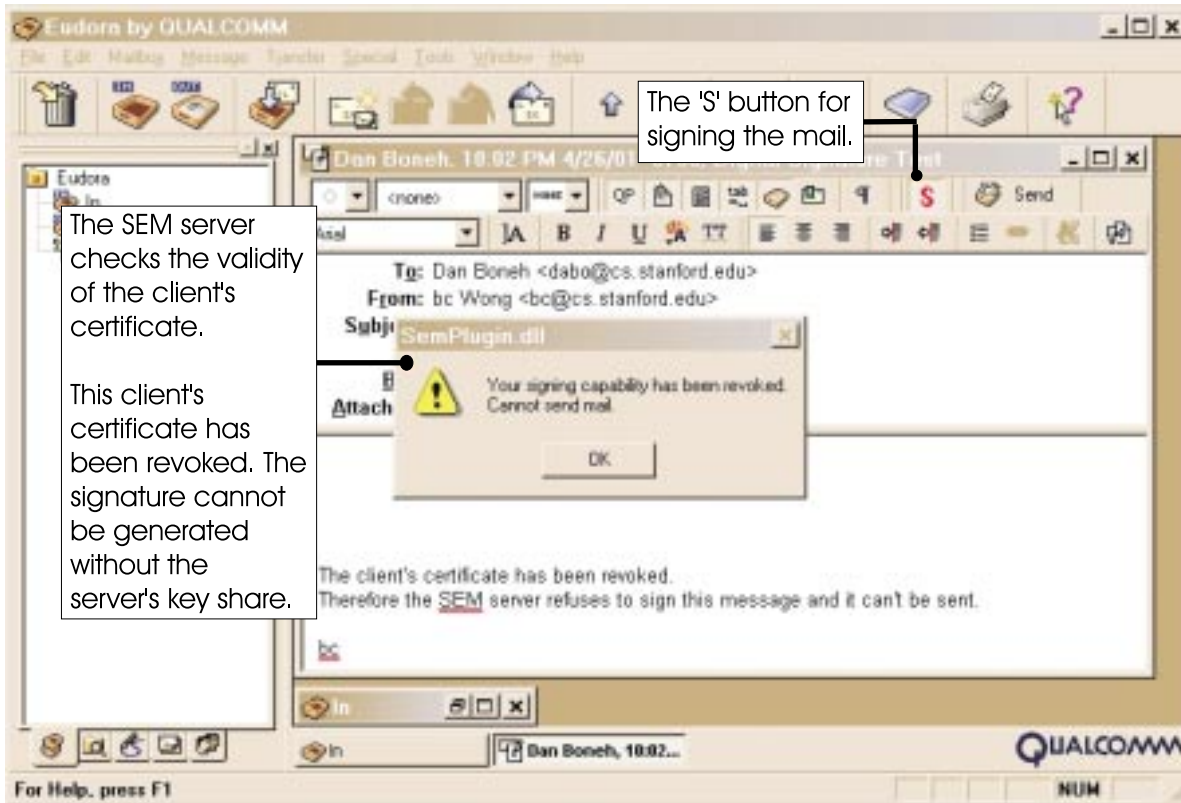 Eudora by QUALCOMM
File Edit Mailbox Message Transfer Special Tools Window Help
IN
OUT
The 'S' button for
signing the mail.
Eudora
In
Dan Boneh, 10:02 PM 4/26/01
Test
<none>
QP
S
Send
Arial
B I U TT
The SEM server
checks the validity
of the client's
certificate.
This client's
certificate has
been revoked. The
signature cannot
be generated
without the
server's key share.
To: Dan Boneh <dabo@cs.stanford.edu>
From: bc Wong <bc@cs.stanford.edu>
Subj
Attach
SemPlugin.dll
Your signing capability has been revoked.
Cannot send mail.
OK
The client's certificate has been revoked.
Therefore the SEM server refuses to sign this message and it can't be sent.
bc
In
In
Dan Boneh, 10:02...
QUALCOMM
For Help, press F1
NUM